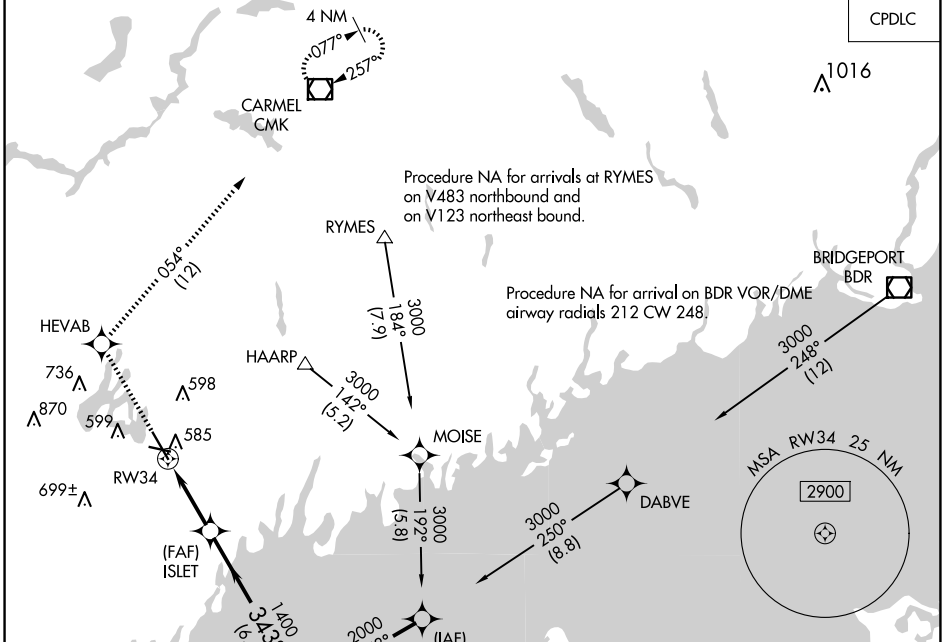 CPDLC
4 NM
077°
257°
CARMEL
CMK
1016
Procedure NA for arrivals at RYMES
on V483 northbound and
on V123 northeast bound.
RYMES
054°
(12)
BRIDGEPORT
BDR
Procedure NA for arrival on BDR VOR/DME
airway radials 212 CW 248.
3000
184°
(7.9)
HEVAB
HAARP
3000
248°
(12)
736
598
3000
142°
(5.2)
870
599
585
MOISE
MSA RW34 25 NM
RW34
2900
699±
DABVE
3000
192°
(5.8)
3000
250°
(8.8)
(FAF)
ISLET
1400
343°
(6
2000
(IAF)